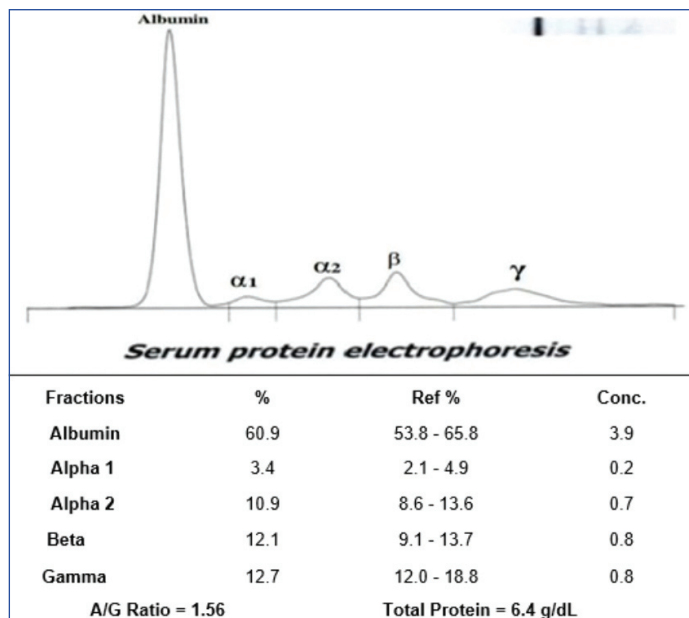 Albumin
α1 α2 β γ
Serum protein electrophoresis
Fractions % Ref % Conc.
Albumin 60.9 53.8 - 65.8 3.9
Alpha 1 3.4 2.1 - 4.9 0.2
Alpha 2 10.9 8.6 - 13.6 0.7
Beta 12.1 9.1 - 13.7 0.8
Gamma 12.7 12.0 - 18.8 0.8
A/G Ratio = 1.56 Total Protein = 6.4 g/dL